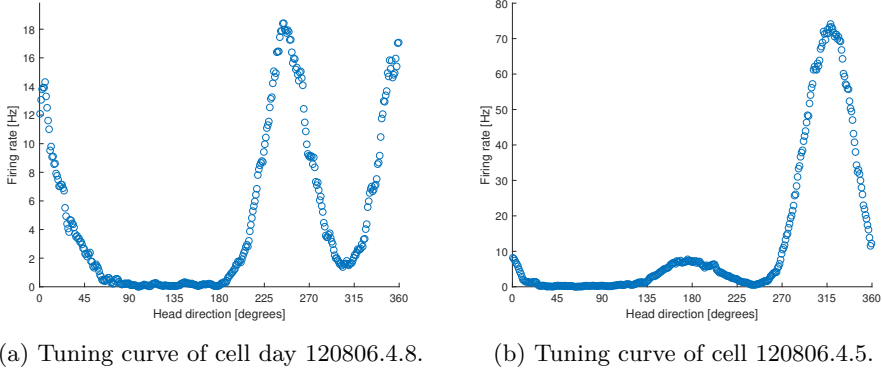 18
16
14
12
10
8
6
4
2
0
Firing rate [Hz]
0 45 90 135 180 225 270 315 360
Head direction [degrees]
80
70
60
50
40
30
20
10
0
Firing rate [Hz]
0 45 90 135 180 225 270 315 360
Head direction [degrees]
(a) Tuning curve of cell day 120806.4.8.
(b) Tuning curve of cell 120806.4.5.